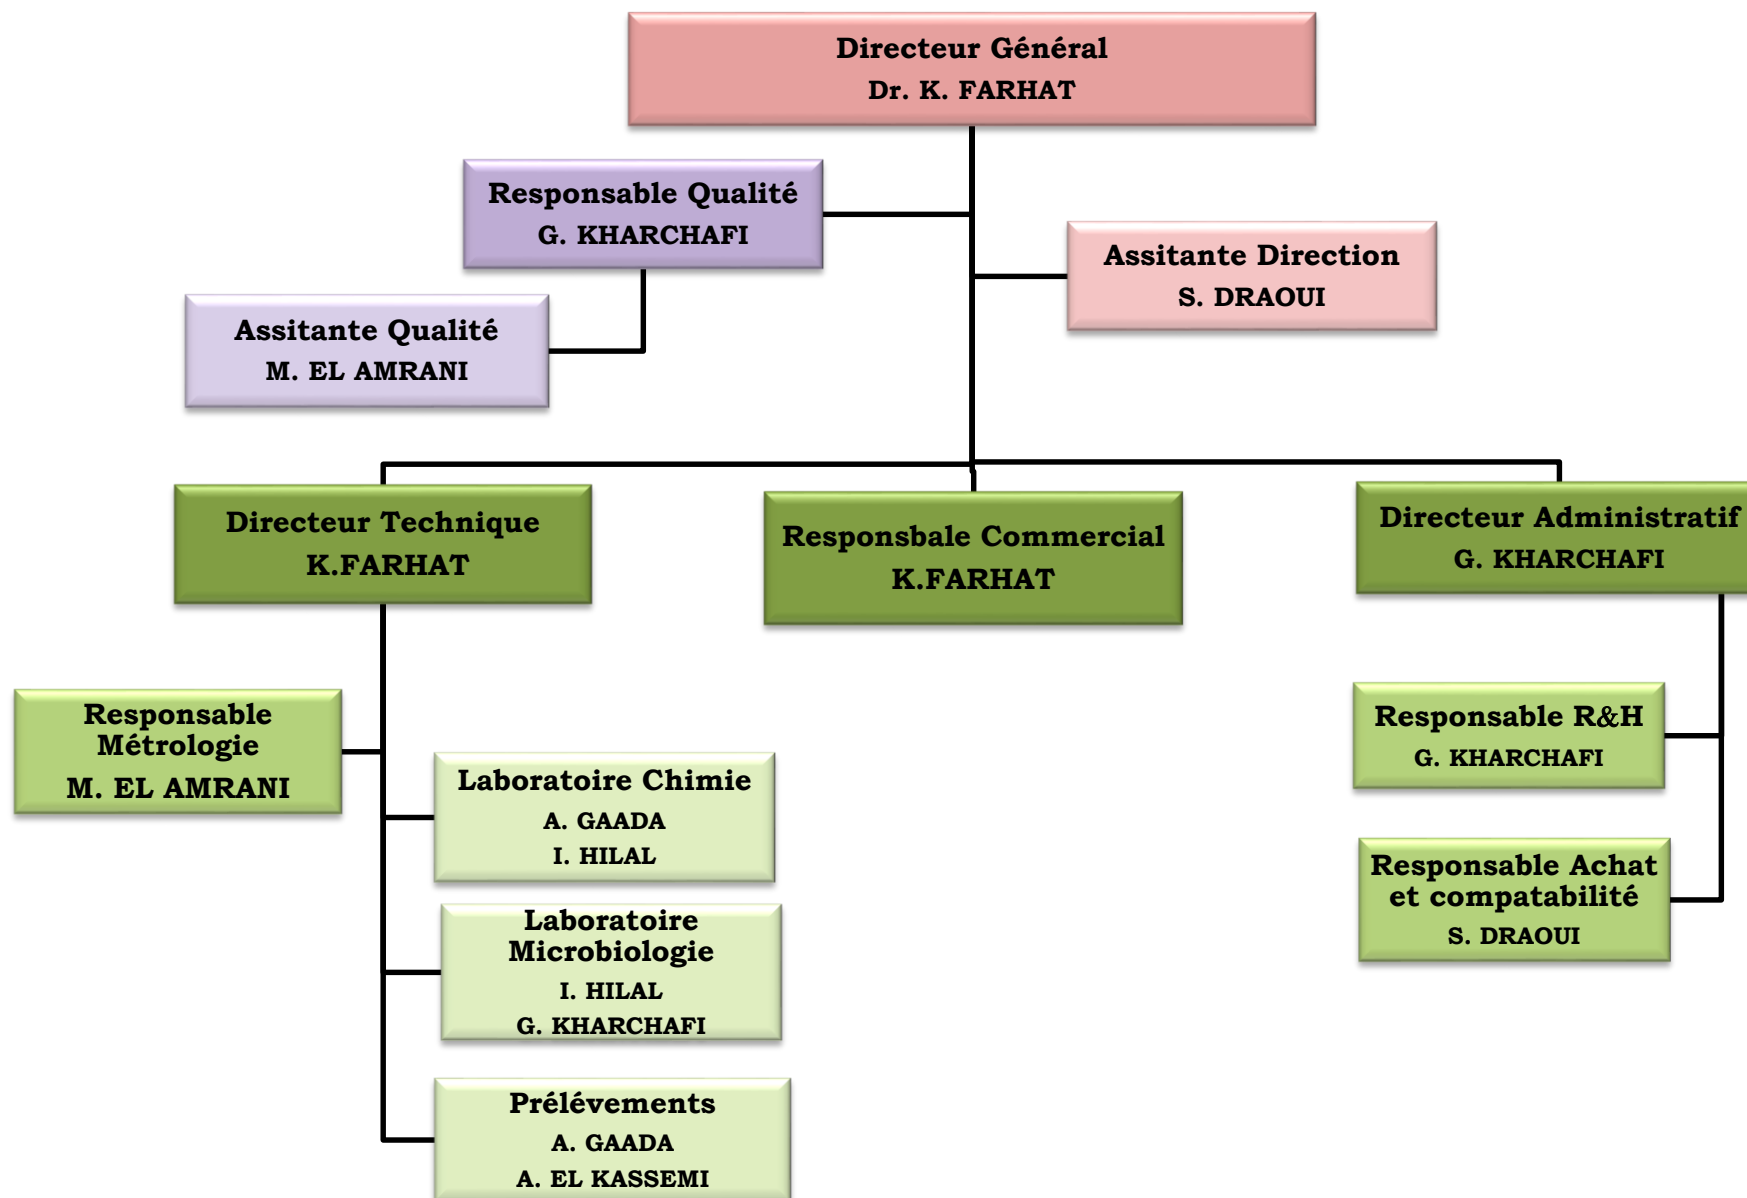 Directeur Général
Dr. K. FARHAT
Responsable Qualité
G. KHARCHAFI
Assitante Direction
S. DRAOUI
Assitante Qualité
M. EL AMRANI
Directeur Technique
K.FARHAT
Responsbale Commercial
K.FARHAT
Directeur Administratif
G. KHARCHAFI
Responsable
Métrologie
M. EL AMRANI
Laboratoire Chimie
A. GAADA
I. HILAL
Laboratoire
Microbiologie
I. HILAL
G. KHARCHAFI
Prélévements
A. GAADA
A. EL KASSEMI
Responsable R&H
G. KHARCHAFI
Responsable Achat
et compatabilité
S. DRAOUI